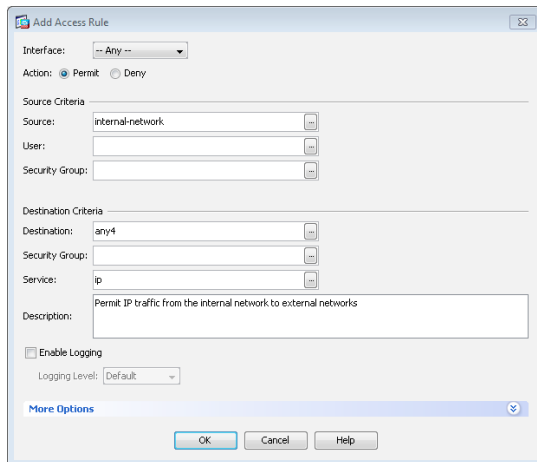 Add Access Rule
Interface: -- Any --
Action: Permit Deny
Source Criteria
Source: internal-network ...
User: ...
Security Group: ...
Destination Criteria
Destination: any4 ...
Security Group: ...
Service: ip ...
Description: Permit IP traffic from the internal network to external networks
Enable Logging
Logging Level: Default
More Options
OK Cancel Help